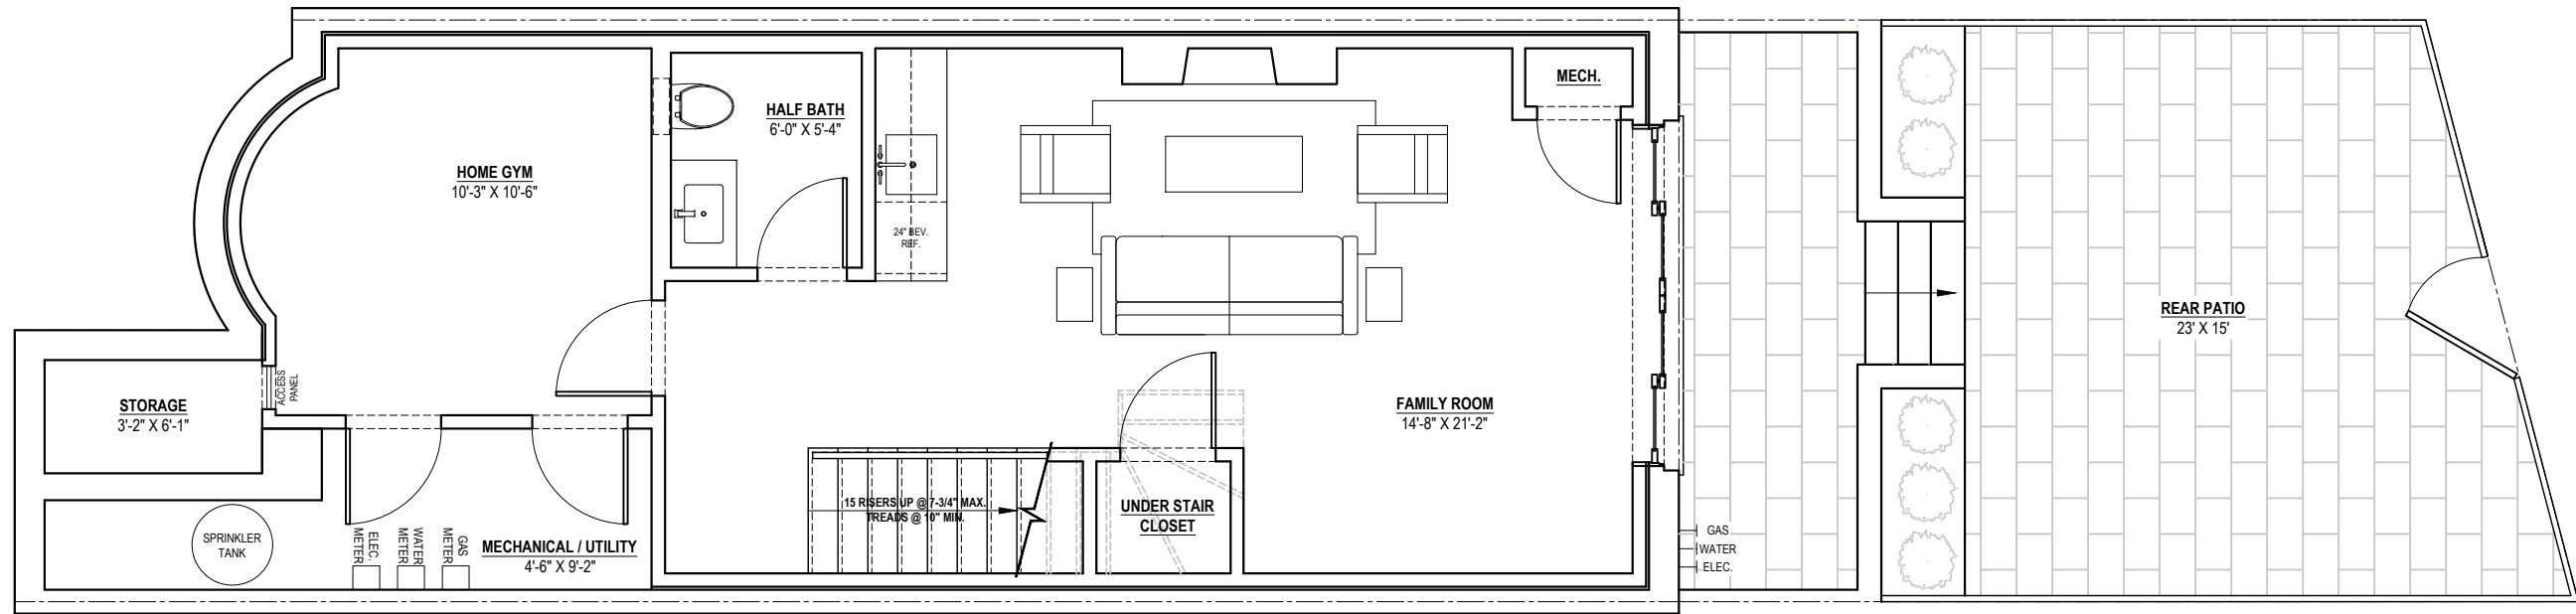 HOME GYM
10'-3" X 10'-6"
HALF BATH
6'-0" X 5'-4"
24" BEV.
REF.
MECH.
STORAGE
3'-2" X 6'-1"
ACCESS
PANEL
SPRINKLER
TANK
ELEC.
METER
WATER
METER
GAS
METER
MECHANICAL / UTILITY
4'-6" X 9'-2"
15 RISERS UP @ 7-3/4" MAX.
TREADS @ 10" MIN.
UNDER STAIR
CLOSET
FAMILY ROOM
14'-8" X 21'-2"
GAS
WATER
ELEC.
REAR PATIO
23' X 15'